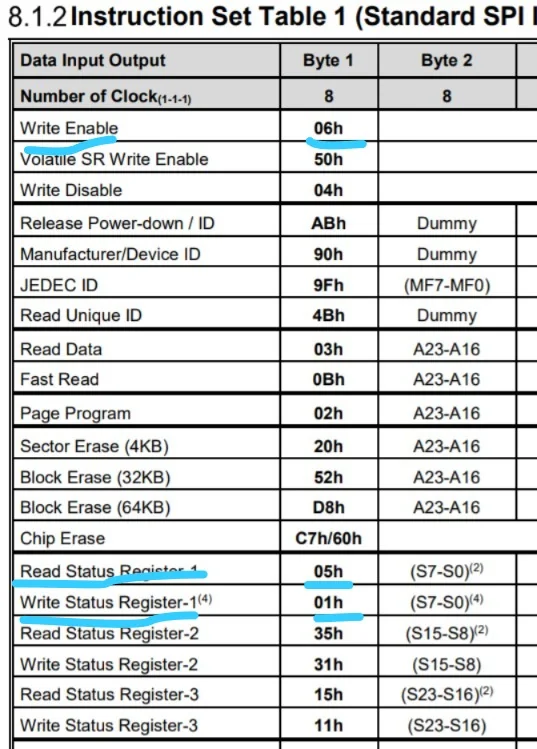 8.1.2 Instruction Set Table 1 (Standard SPI
Data Input Output Byte 1 Byte 2
Number of Clock(1-1-1) 8 8
Write Enable 06h
Volatile SR Write Enable 50h
Write Disable 04h
Release Power-down / ID ABh Dummy
Manufacturer/Device ID 90h Dummy
JEDEC ID 9Fh (MF7-MF0)
Read Unique ID 4Bh Dummy
Read Data 03h A23-A16
Fast Read 0Bh A23-A16
Page Program 02h A23-A16
Sector Erase (4KB) 20h A23-A16
Block Erase (32KB) 52h A23-A16
Block Erase (64KB) D8h A23-A16
Chip Erase C7h/60h
Read Status Register-1 05h (S7-S0)(2)
Write Status Register-1(4) 01h (S7-S0)(4)
Read Status Register-2 35h (S15-S8)(2)
Write Status Register-2 31h (S15-S8)
Read Status Register-3 15h (S23-S16)(2)
Write Status Register-3 11h (S23-S16)